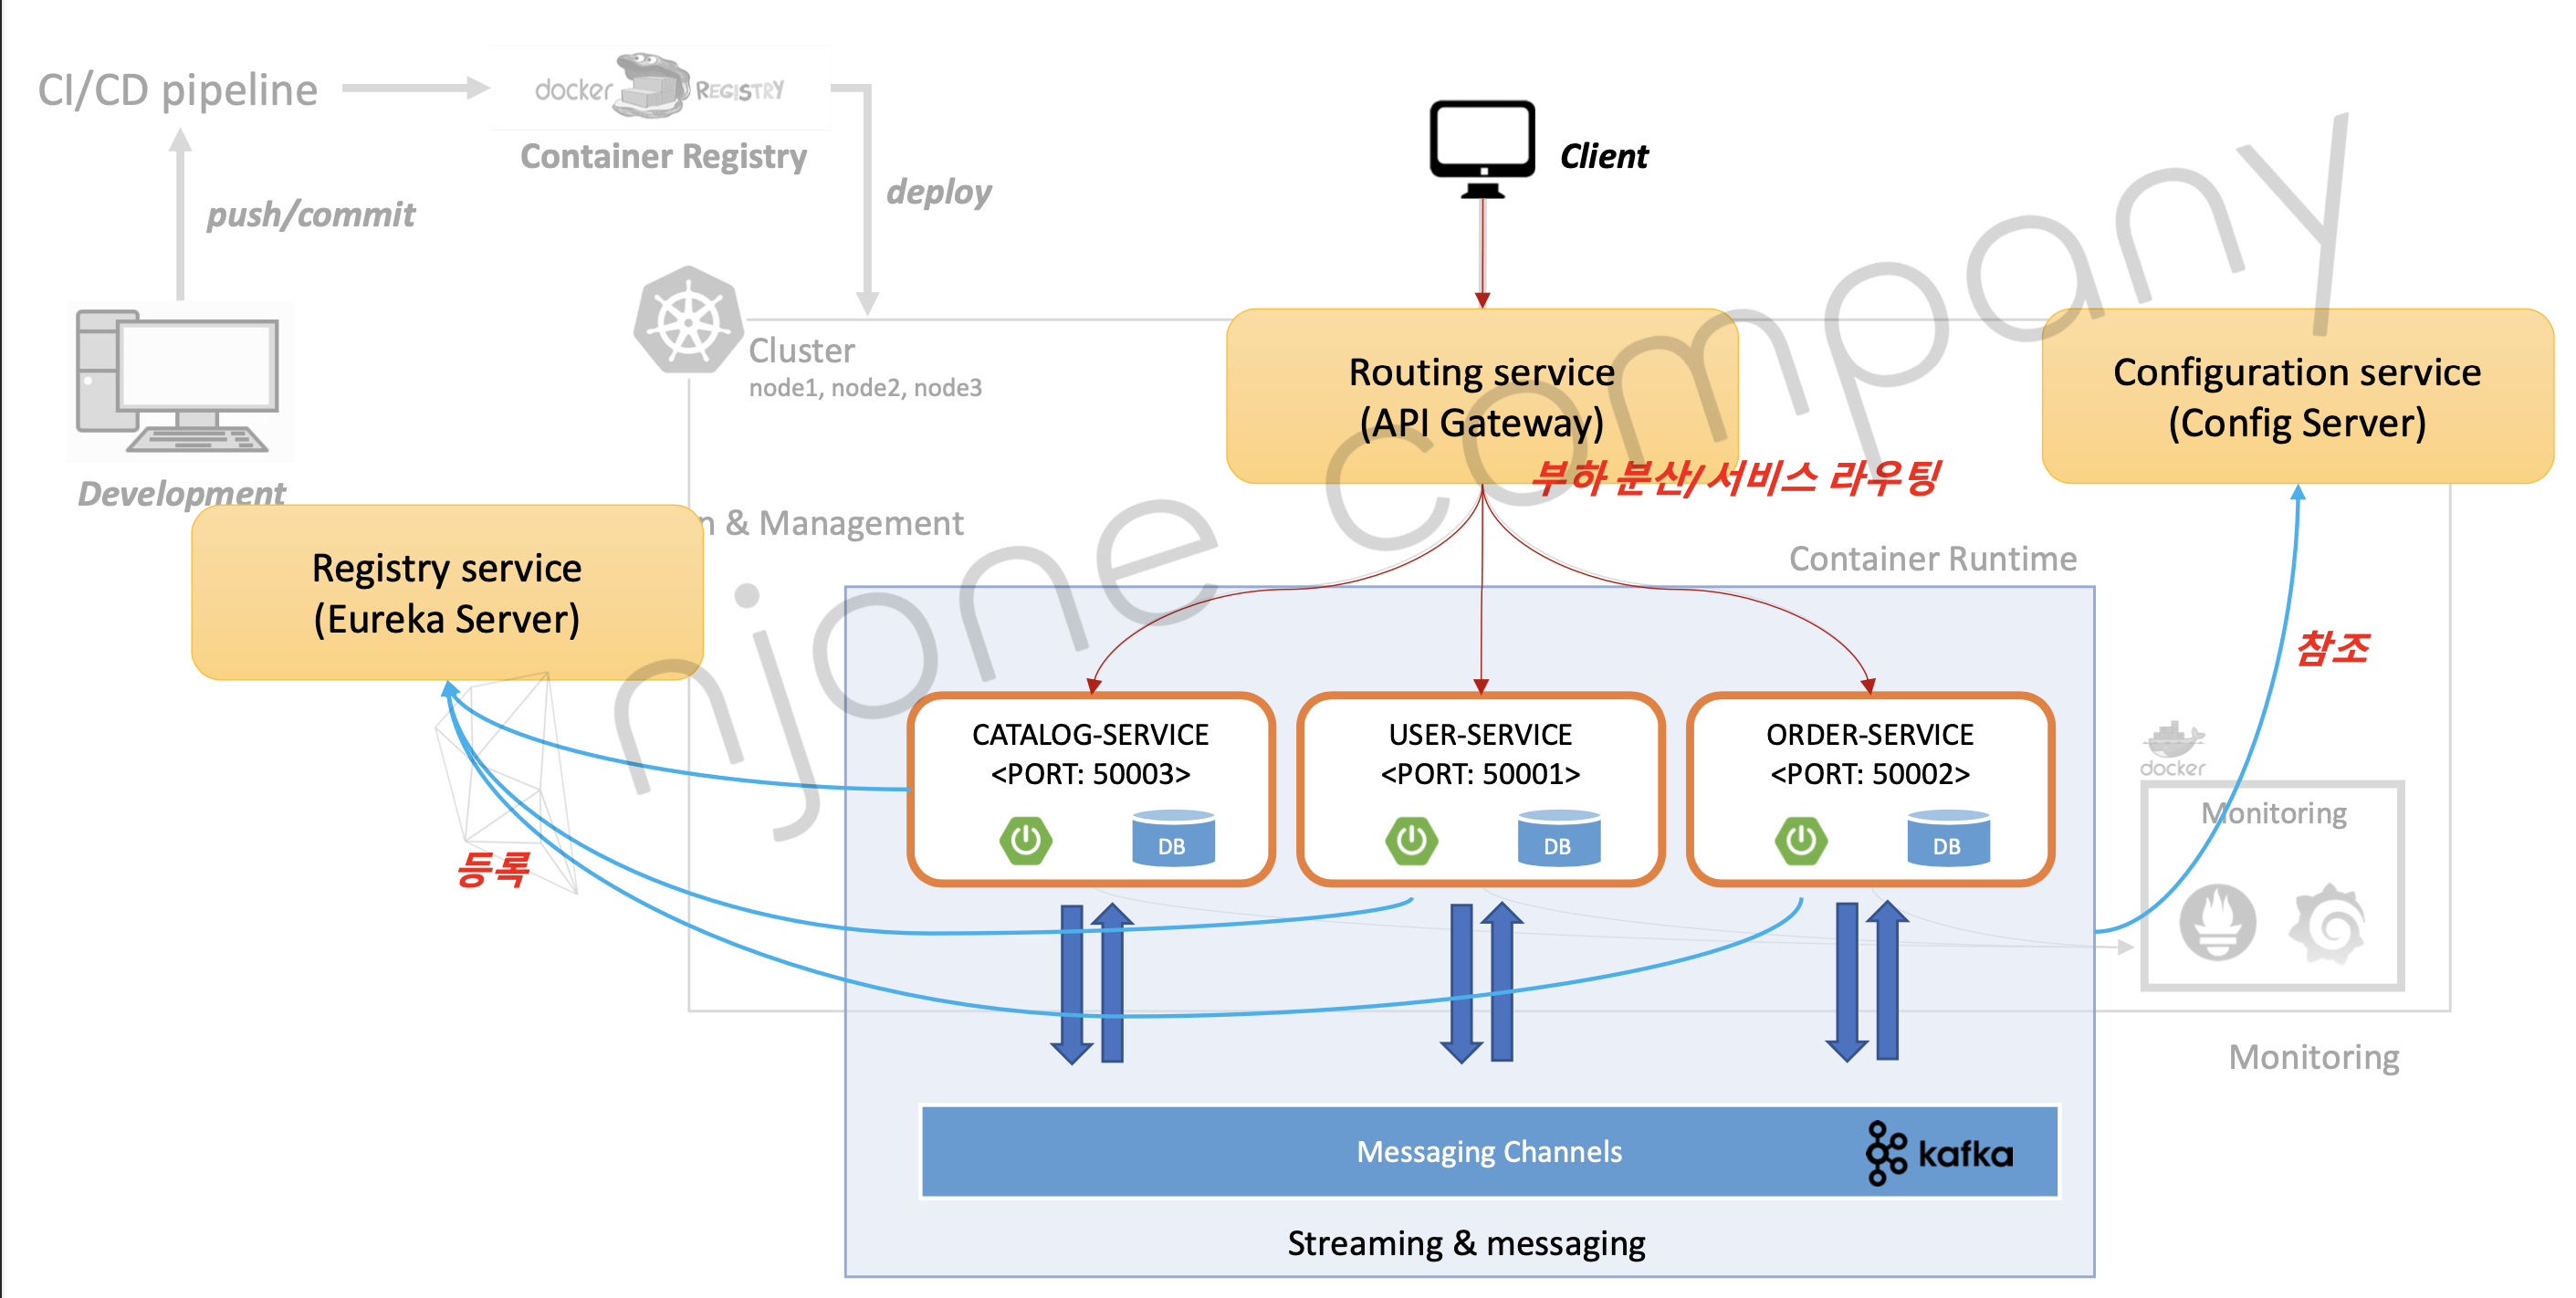 CI/CD pipeline
docker REGISTRY
Container Registry
push/commit
deploy
Development
Client
Cluster
node1, node2, node3
n & Management
Routing service
(API Gateway)
부하 분산/서비스 라우팅
Configuration service
(Config Server)
Registry service
(Eureka Server)
Container Runtime
참조
등록
CATALOG-SERVICE
<PORT: 50003>
DB
USER-SERVICE
<PORT: 50001>
DB
ORDER-SERVICE
<PORT: 50002>
DB
docker
Monitoring
Monitoring
Messaging Channels
kafka
Streaming & messaging
njone company